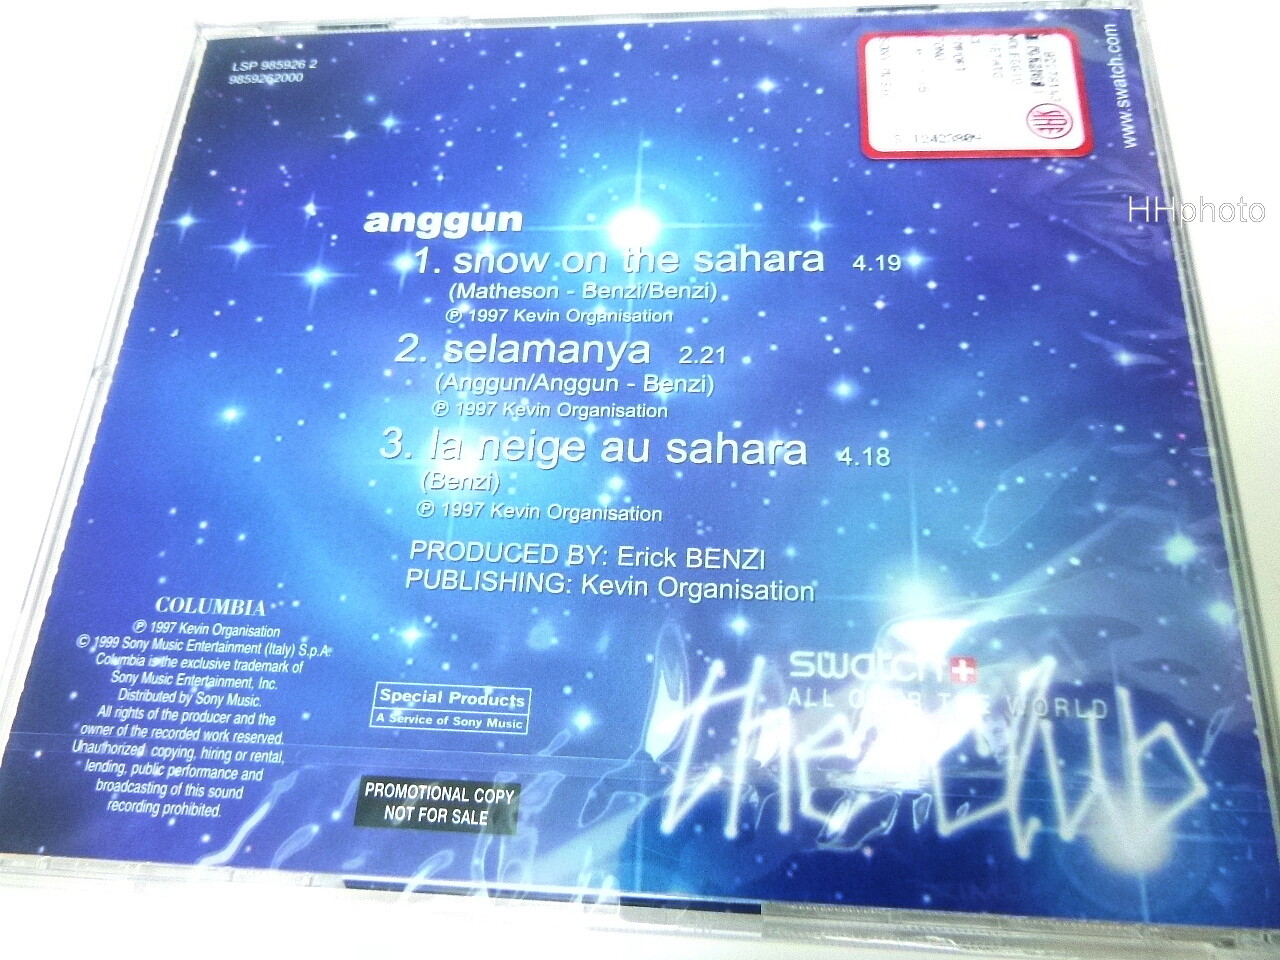 LSP 985926 2
9859262000
www.swatch.com
SIAE
HHphoto
anggun
1. snow on the sahara 4.19
(Matheson - Benzi/Benzi)
℗ 1997 Kevin Organisation
2. selamanya 2.21
(Anggun/Anggun - Benzi)
℗ 1997 Kevin Organisation
3. la neige au sahara 4.18
(Benzi)
℗ 1997 Kevin Organisation
PRODUCED BY: Erick BENZI
PUBLISHING: Kevin Organisation
COLUMBIA
℗ 1997 Kevin Organisation
© 1999 Sony Music Entertainment (Italy) S.p.A.
Columbia is the exclusive trademark of
Sony Music Entertainment, Inc.
Distributed by Sony Music.
All rights of the producer and the
owner of the recorded work reserved.
Unauthorized copying, hiring or rental,
lending, public performance and
broadcasting of this sound
recording prohibited.
Special Products
A Service of Sony Music
PROMOTIONAL COPY
NOT FOR SALE
swatch
ALL OVER THE WORLD
the Club